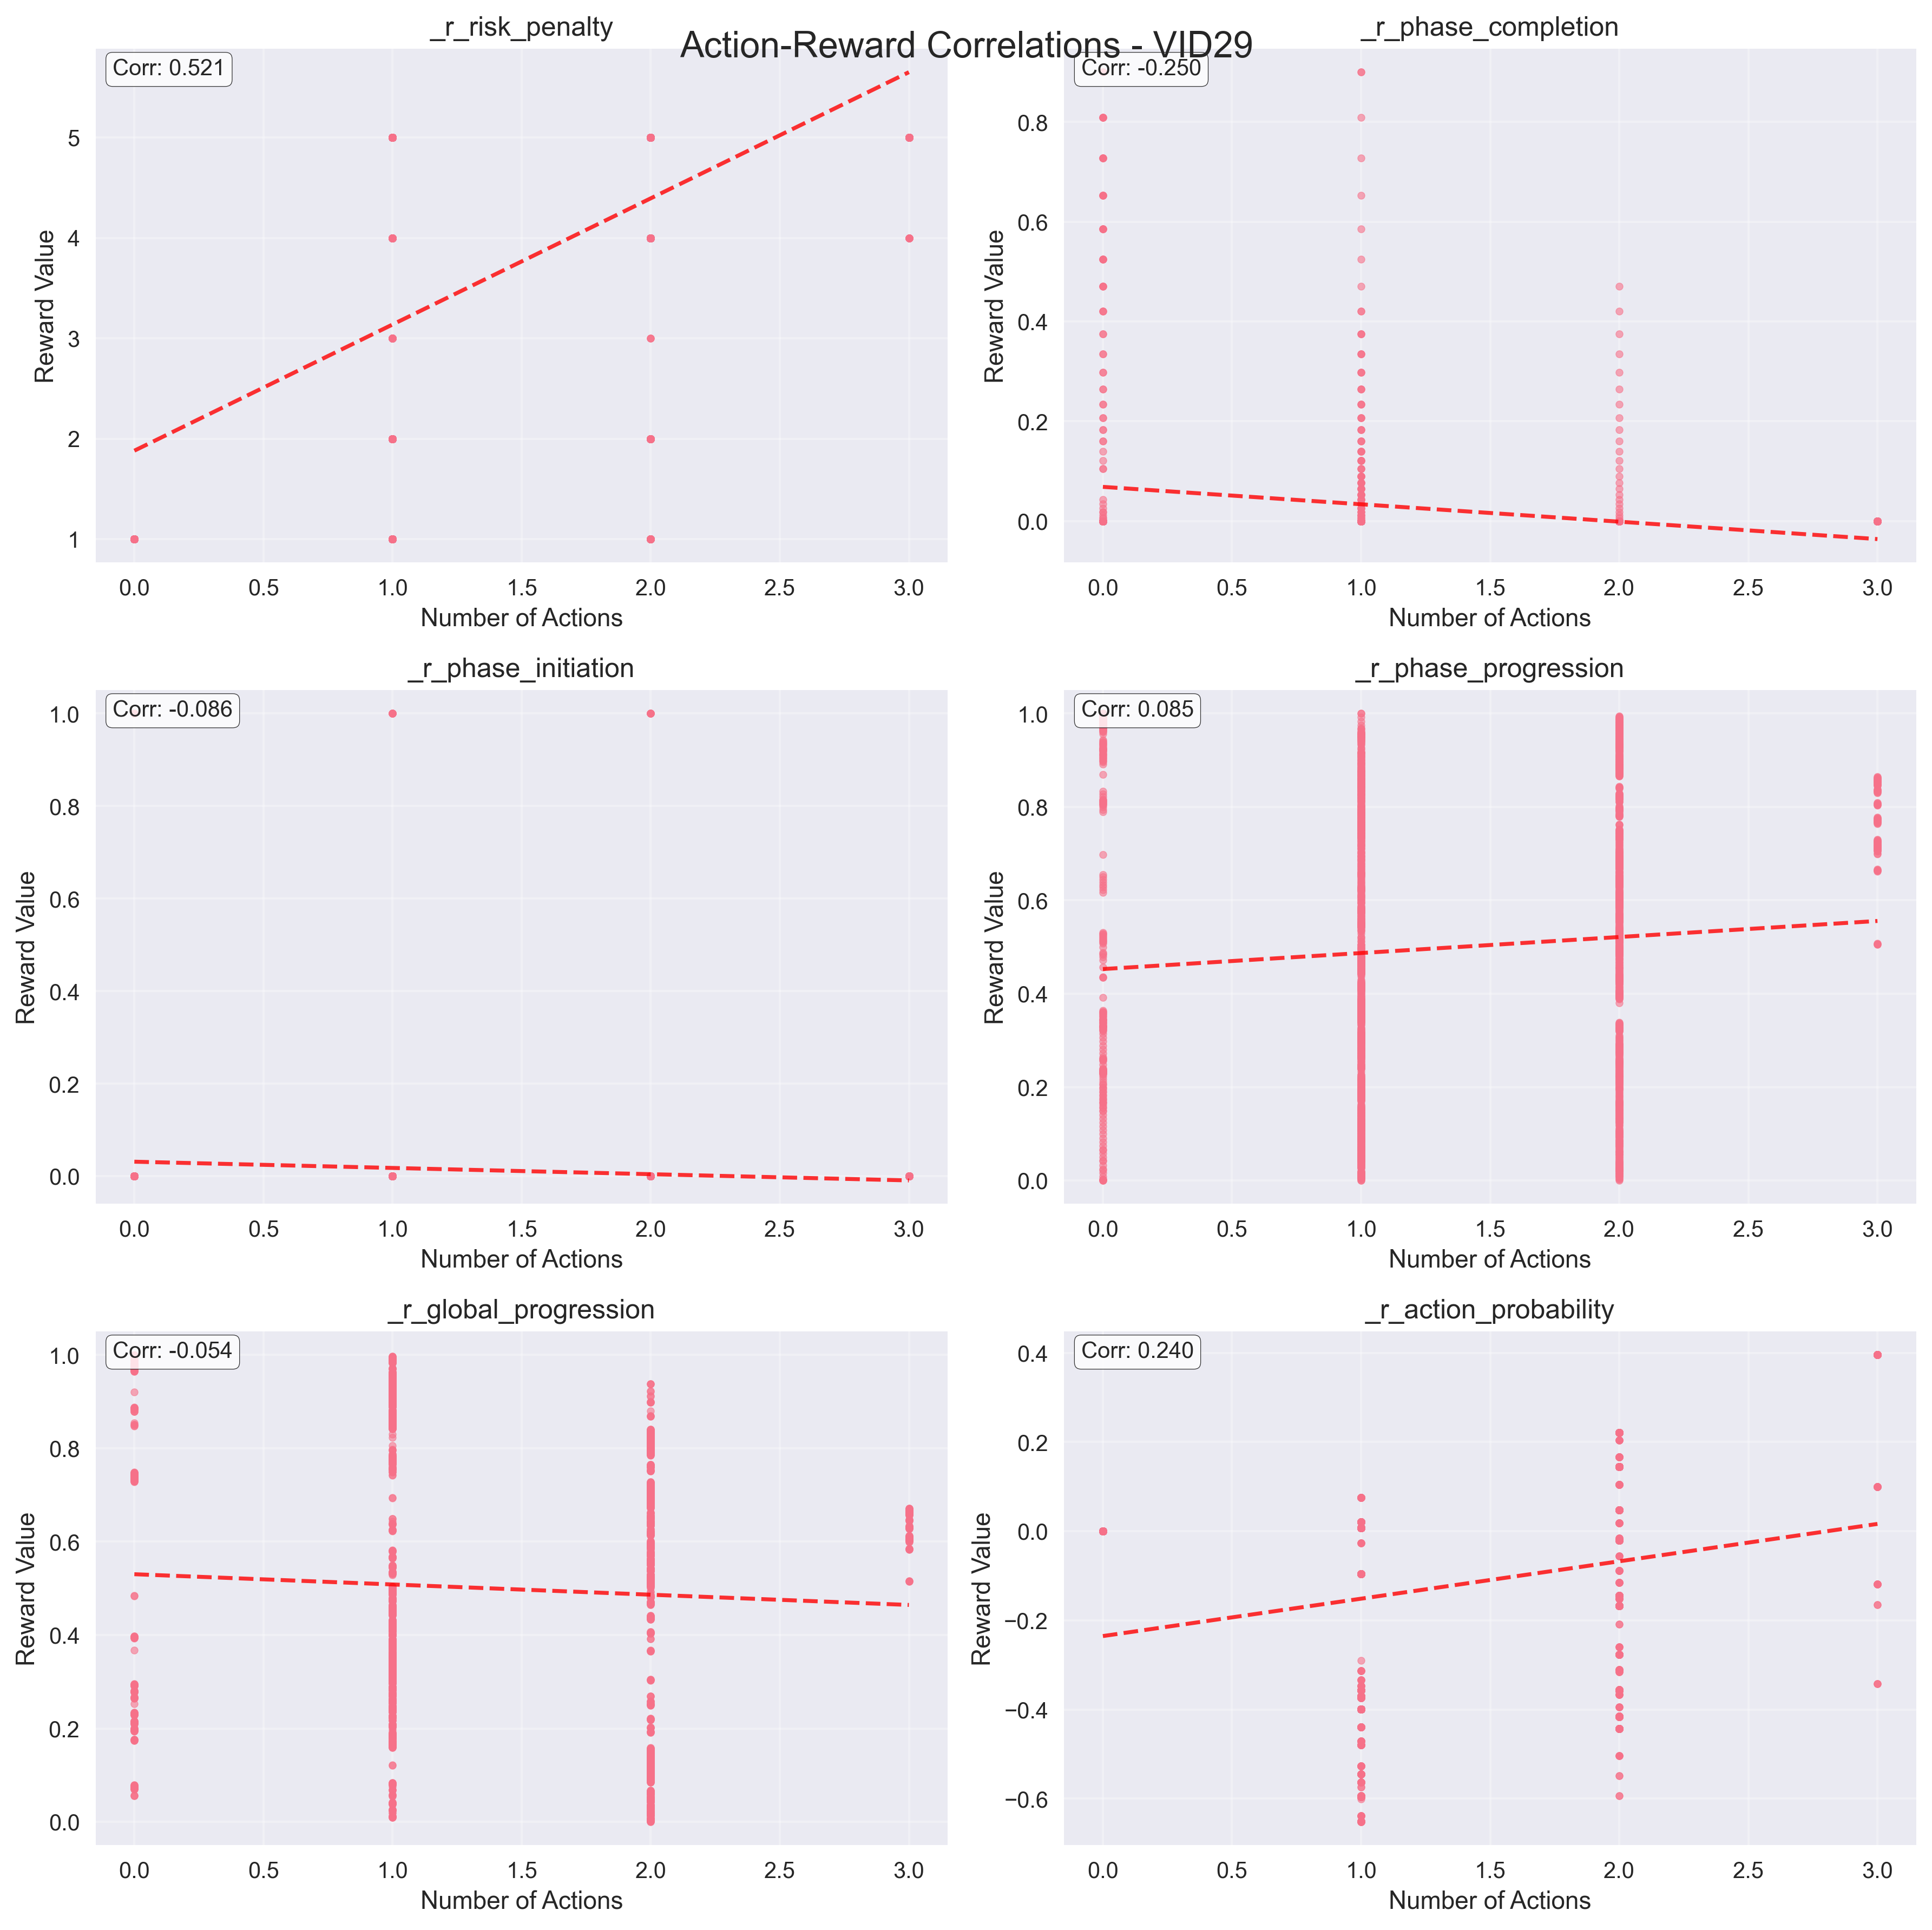 Action-Reward Correlations - VID29
_r_risk_penalty
Corr: 0.521
Reward Value
5
4
3
2
1
0.0 0.5 1.0 1.5 2.0 2.5 3.0
Number of Actions
_r_phase_completion
Corr: -0.250
Reward Value
0.8
0.6
0.4
0.2
0.0
0.0 0.5 1.0 1.5 2.0 2.5 3.0
Number of Actions
_r_phase_initiation
Corr: -0.086
Reward Value
1.0
0.8
0.6
0.4
0.2
0.0
0.0 0.5 1.0 1.5 2.0 2.5 3.0
Number of Actions
_r_phase_progression
Corr: 0.085
Reward Value
1.0
0.8
0.6
0.4
0.2
0.0
0.0 0.5 1.0 1.5 2.0 2.5 3.0
Number of Actions
_r_global_progression
Corr: -0.054
Reward Value
1.0
0.8
0.6
0.4
0.2
0.0
0.0 0.5 1.0 1.5 2.0 2.5 3.0
Number of Actions
_r_action_probability
Corr: 0.240
Reward Value
0.4
0.2
0.0
−0.2
−0.4
−0.6
0.0 0.5 1.0 1.5 2.0 2.5 3.0
Number of Actions